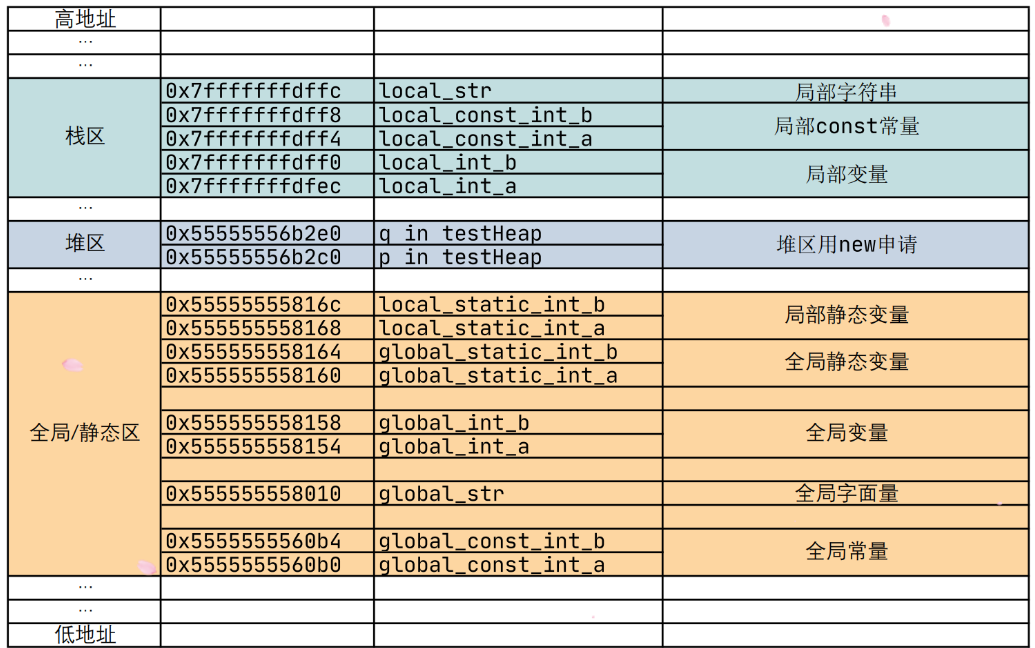 高地址
...
...
栈区
0x7fffffffdffc local_str 局部字符串
0x7fffffffdff8 local_const_int_b 局部const常量
0x7fffffffdff4 local_const_int_a
0x7fffffffdff0 local_int_b 局部变量
0x7fffffffdfec local_int_a
...
堆区
0x55555556b2e0 q in testHeap 堆区用new申请
0x55555556b2c0 p in testHeap
...
全局/静态区
0x55555555816c local_static_int_b 局部静态变量
0x555555558168 local_static_int_a
0x555555558164 global_static_int_b 全局静态变量
0x555555558160 global_static_int_a
0x555555558158 global_int_b 全局变量
0x555555558154 global_int_a
0x555555558010 global_str 全局字面量
0x5555555560b4 global_const_int_b 全局常量
0x5555555560b0 global_const_int_a
...
...
低地址